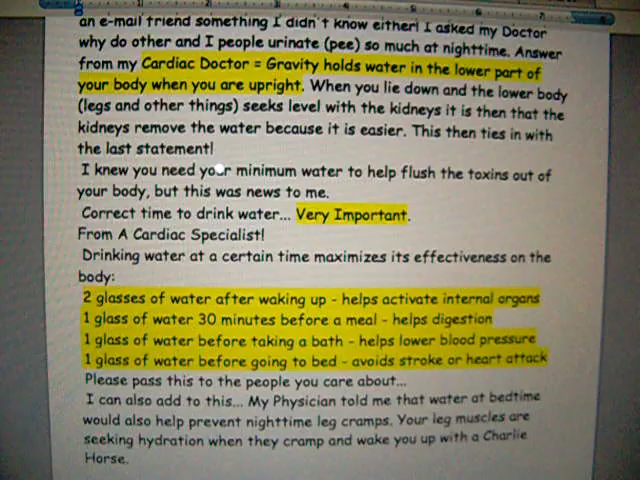 an e-mail friend something I didn't know either! I asked my Doctor
why do other and I people urinate (pee) so much at nighttime. Answer
from my Cardiac Doctor = Gravity holds water in the lower part of
your body when you are upright. When you lie down and the lower body
(legs and other things) seeks level with the kidneys it is then that the
kidneys remove the water because it is easier. This then ties in with
the last statement!
I knew you need your minimum water to help flush the toxins out of
your body, but this was news to me.
Correct time to drink water... Very Important.
From A Cardiac Specialist!
Drinking water at a certain time maximizes its effectiveness on the
body:
2 glasses of water after waking up - helps activate internal organs
1 glass of water 30 minutes before a meal - helps digestion
1 glass of water before taking a bath - helps lower blood pressure
1 glass of water before going to bed - avoids stroke or heart attack
Please pass this to the people you care about...
I can also add to this... My Physician told me that water at bedtime
would also help prevent nighttime leg cramps. Your leg muscles are
seeking hydration when they cramp and wake you up with a Charlie
Horse.